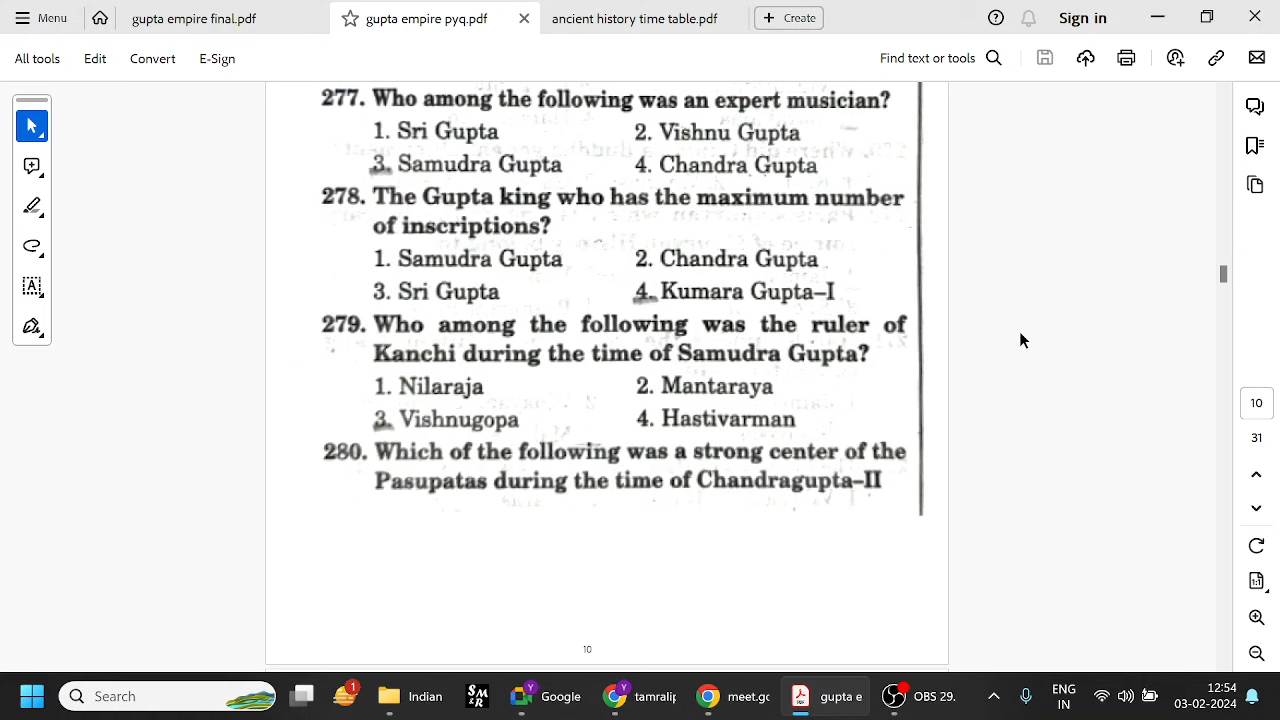 Menu
gupta empire final.pdf
gupta empire pyq.pdf
ancient history time table.pdf
Create
Sign in
All tools
Edit
Convert
E-Sign
Find text or tools
277. Who among the following was an expert musician?
1. Sri Gupta 2. Vishnu Gupta
3. Samudra Gupta 4. Chandra Gupta
278. The Gupta king who has the maximum number
of inscriptions?
1. Samudra Gupta 2. Chandra Gupta
3. Sri Gupta 4. Kumara Gupta–I
279. Who among the following was the ruler of
Kanchi during the time of Samudra Gupta?
1. Nilaraja 2. Mantaraya
3. Vishnugopa 4. Hastivarman
280. Which of the following was a strong center of the
Pasupatas during the time of Chandragupta–II
10
10
31
Search
1
Indian
SMR
Google
tamralip
meet.go
gupta e
OBS 29
ENG
IN
12:54
03-02-2024